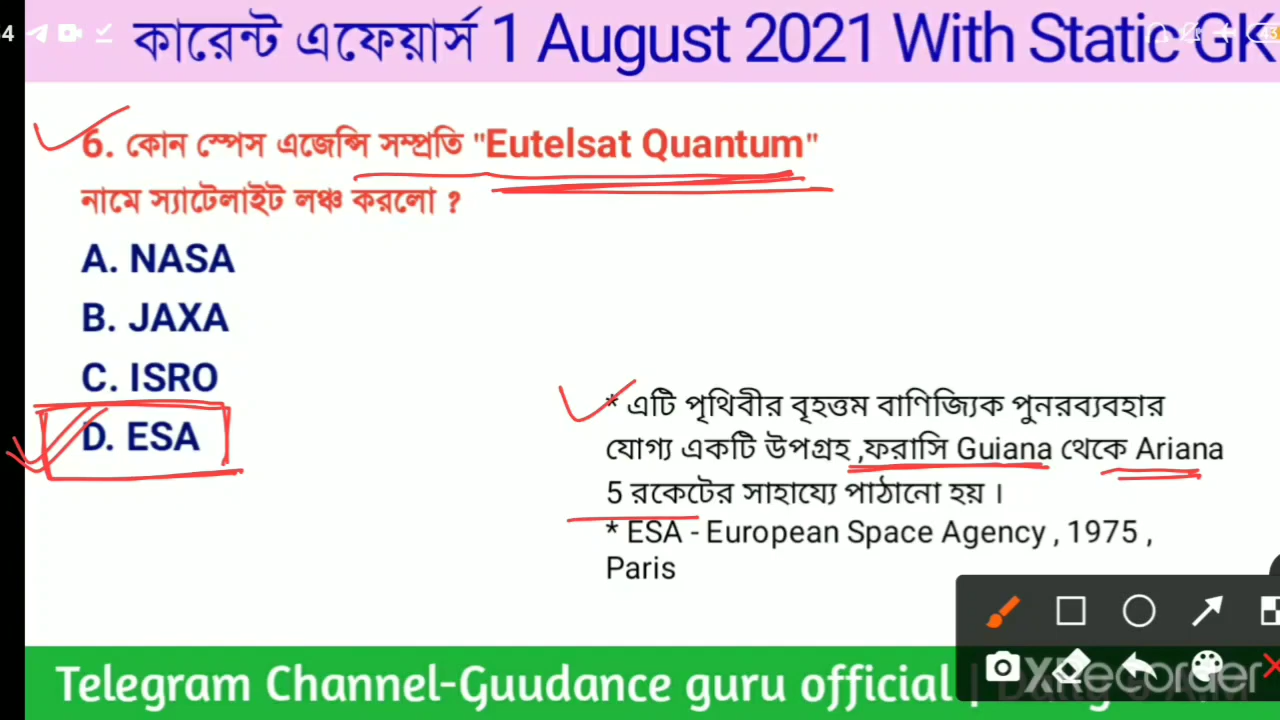 4
কারেন্ট এফেয়ার্স 1 August 2021 With Static GK
6. কোন স্পেস এজেন্সি সম্প্রতি "Eutelsat Quantum"
নামে স্যাটেলাইট লঞ্চ করলো ?
A. NASA
B. JAXA
C. ISRO
D. ESA
* এটি পৃথিবীর বৃহত্তম বাণিজ্যিক পুনরব্যবহার
যোগ্য একটি উপগ্রহ ,ফরাসি Guiana থেকে Ariana
5 রকেটের সাহায্যে পাঠানো হয় ।
* ESA - European Space Agency , 1975 ,
Paris
Telegram Channel-Guudance guru official |
DXRecorder